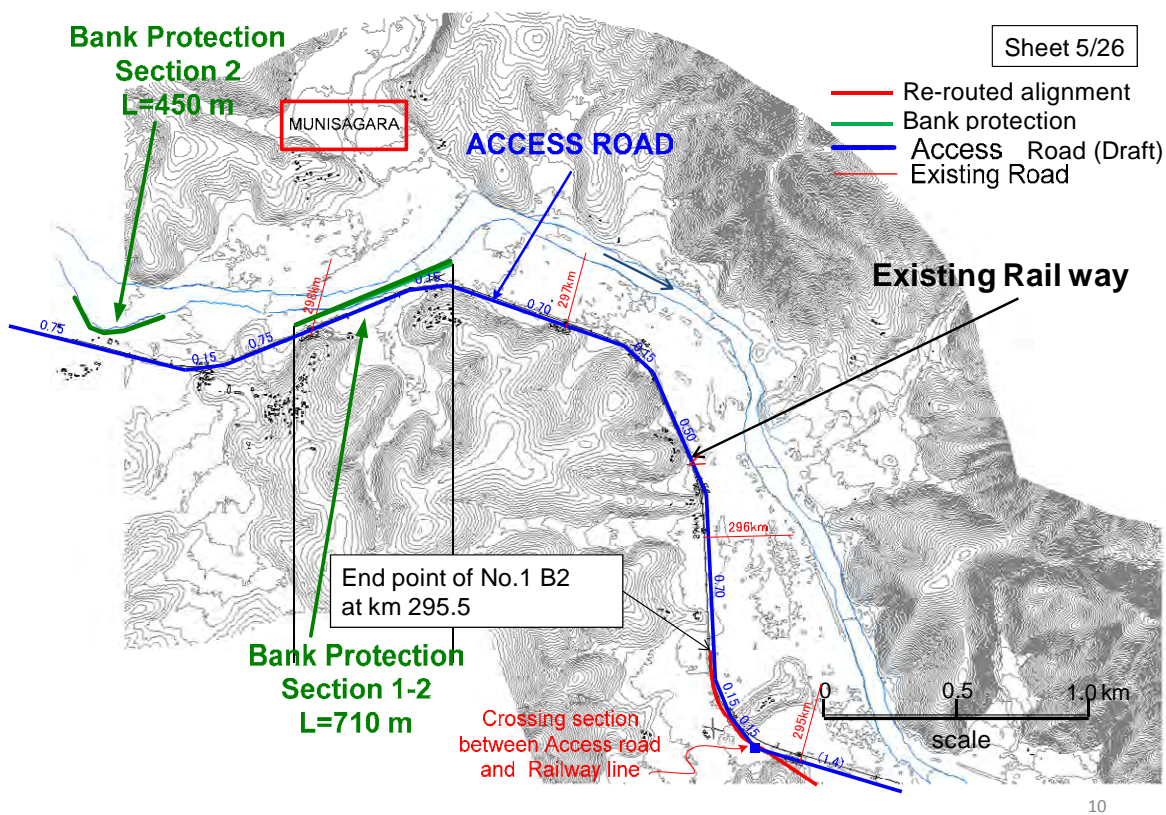 Bank Protection
Section 2
L=450 m
MUNISAGARA
ACCESS ROAD
Sheet 5/26
Re-routed alignment
Bank protection
Access Road (Draft)
Existing Road
Existing Rail way
0.75
0.15
0.75
298km
0.15
0.70
297km
0.15
0.50
296km
0.70
End point of No.1 B2
at km 295.5
Bank Protection
Section 1-2
L=710 m
0.15
0.15
Crossing section
between Access road
and Railway line
295km
(1.4)
0
0.5
1.0 km
scale
10